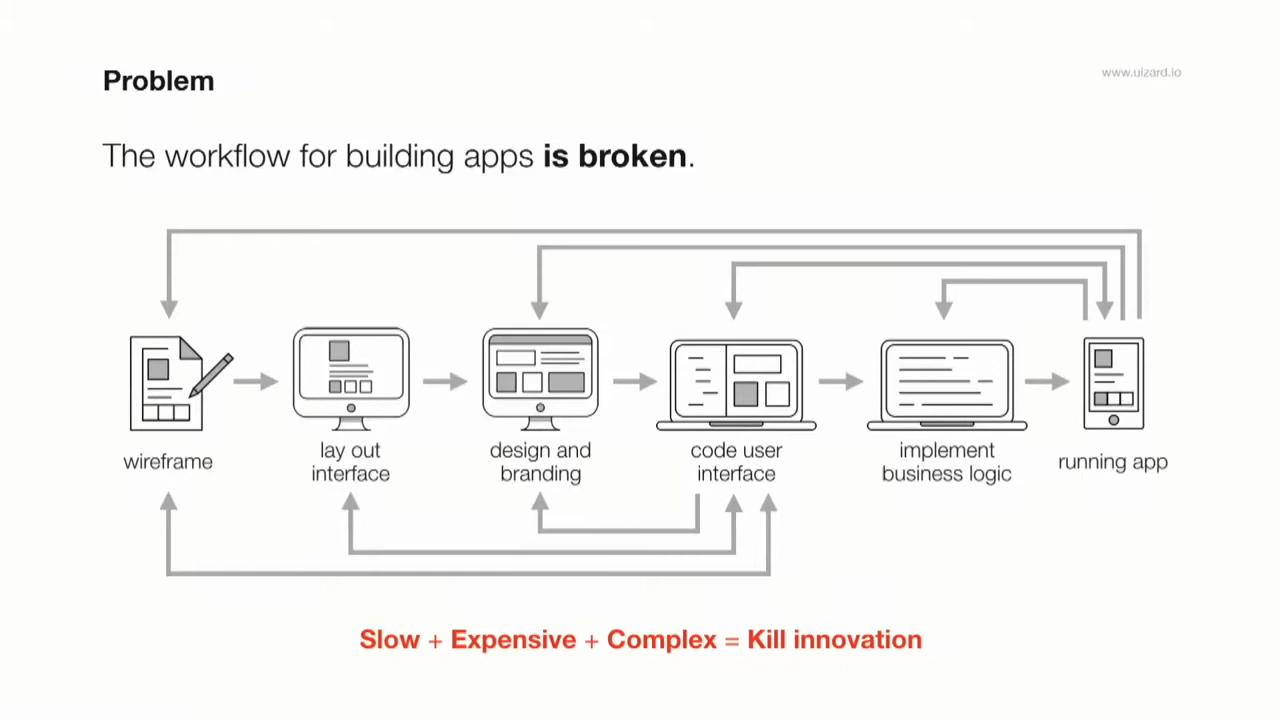 Problem
www.uizard.io
The workflow for building apps is broken.
wireframe
lay out
interface
design and
branding
code user
interface
implement
business logic
running app
Slow + Expensive + Complex = Kill innovation